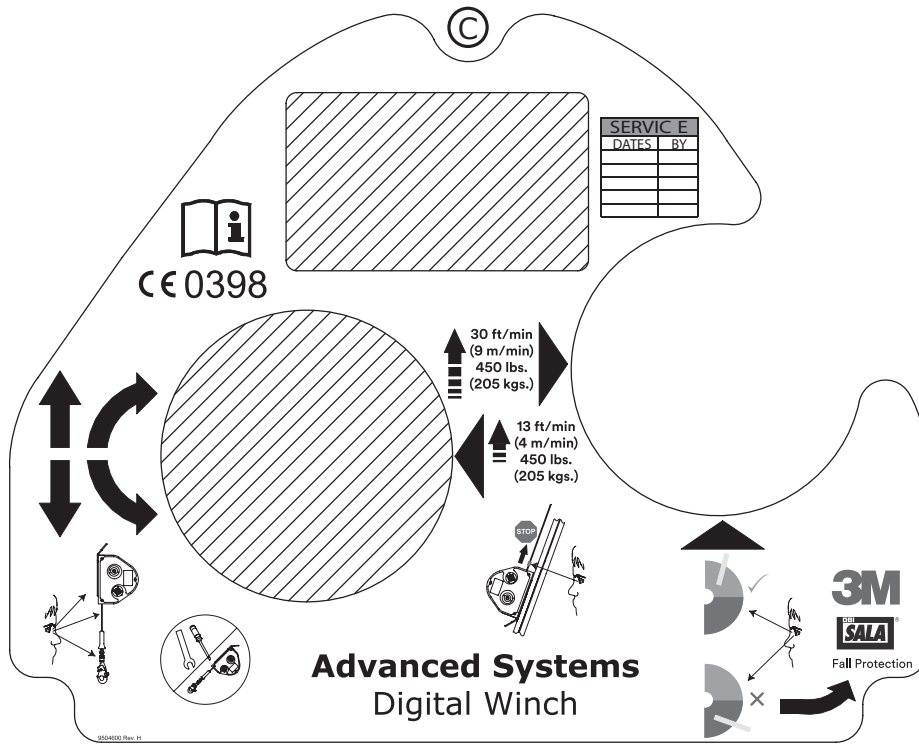 C
SERVIC E
DATES BY
i
CE 0398
30 ft/min
(9 m/min)
450 lbs.
(205 kgs.)
13 ft/min
(4 m/min)
450 lbs.
(205 kgs.)
STOP
3M
DBI
SALA®
Fall Protection
Advanced Systems
Digital Winch
9504600 Rev. H